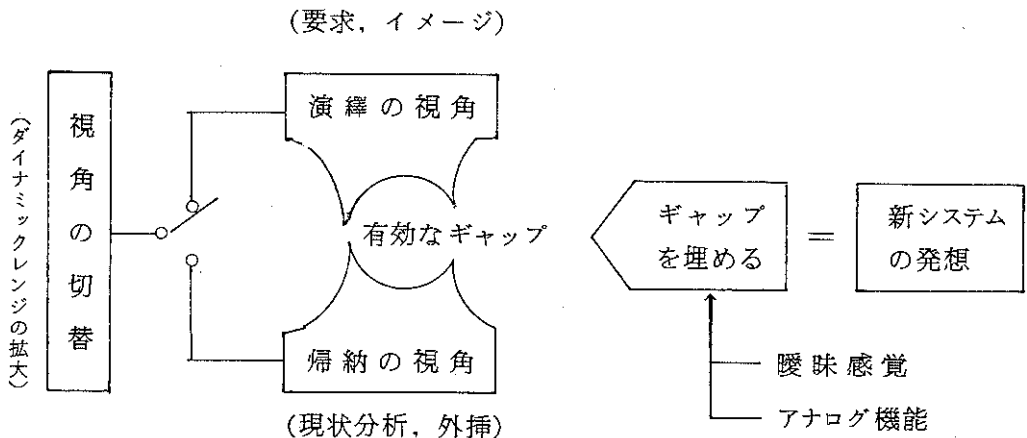 (要求,イメージ)
演繹の視角
視角の切替
(ダイナミックレンジの拡大)
有効なギャップ
帰納の視角
(現状分析,外挿)
ギャップ
を埋める
=
新システム
の発想
曖昧感覚
アナログ機能